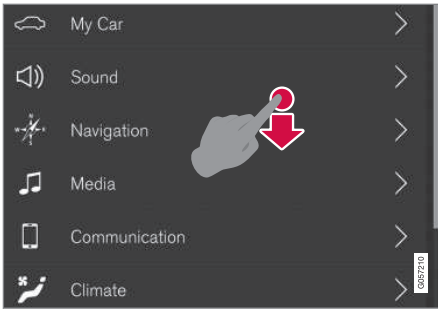 My Car
Sound
Navigation
Media
Communication
Climate
G057210